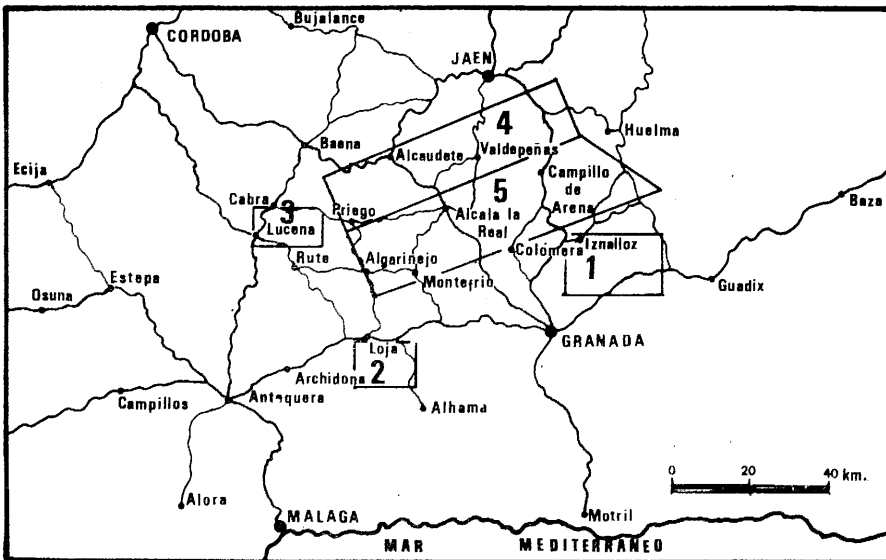 Bujalance
CORDOBA
JAEN
4
Huelma
Baena
Alcaudete
Valdepeñas
Ecija
Campillo
de
Arena
5
Cabra
3
Priego
Alcala la
Real
Baza
Lucena
Colomera
Iznalloz
Algarinejo
Rute
1
Estepa
Montefrio
Guadix
Osuna
GRANADA
Loja
2
Archidona
Campillos
Antequera
Alhama
0 20 40 km.
Alora
Motril
MALAGA
MAR MEDITERRANEO